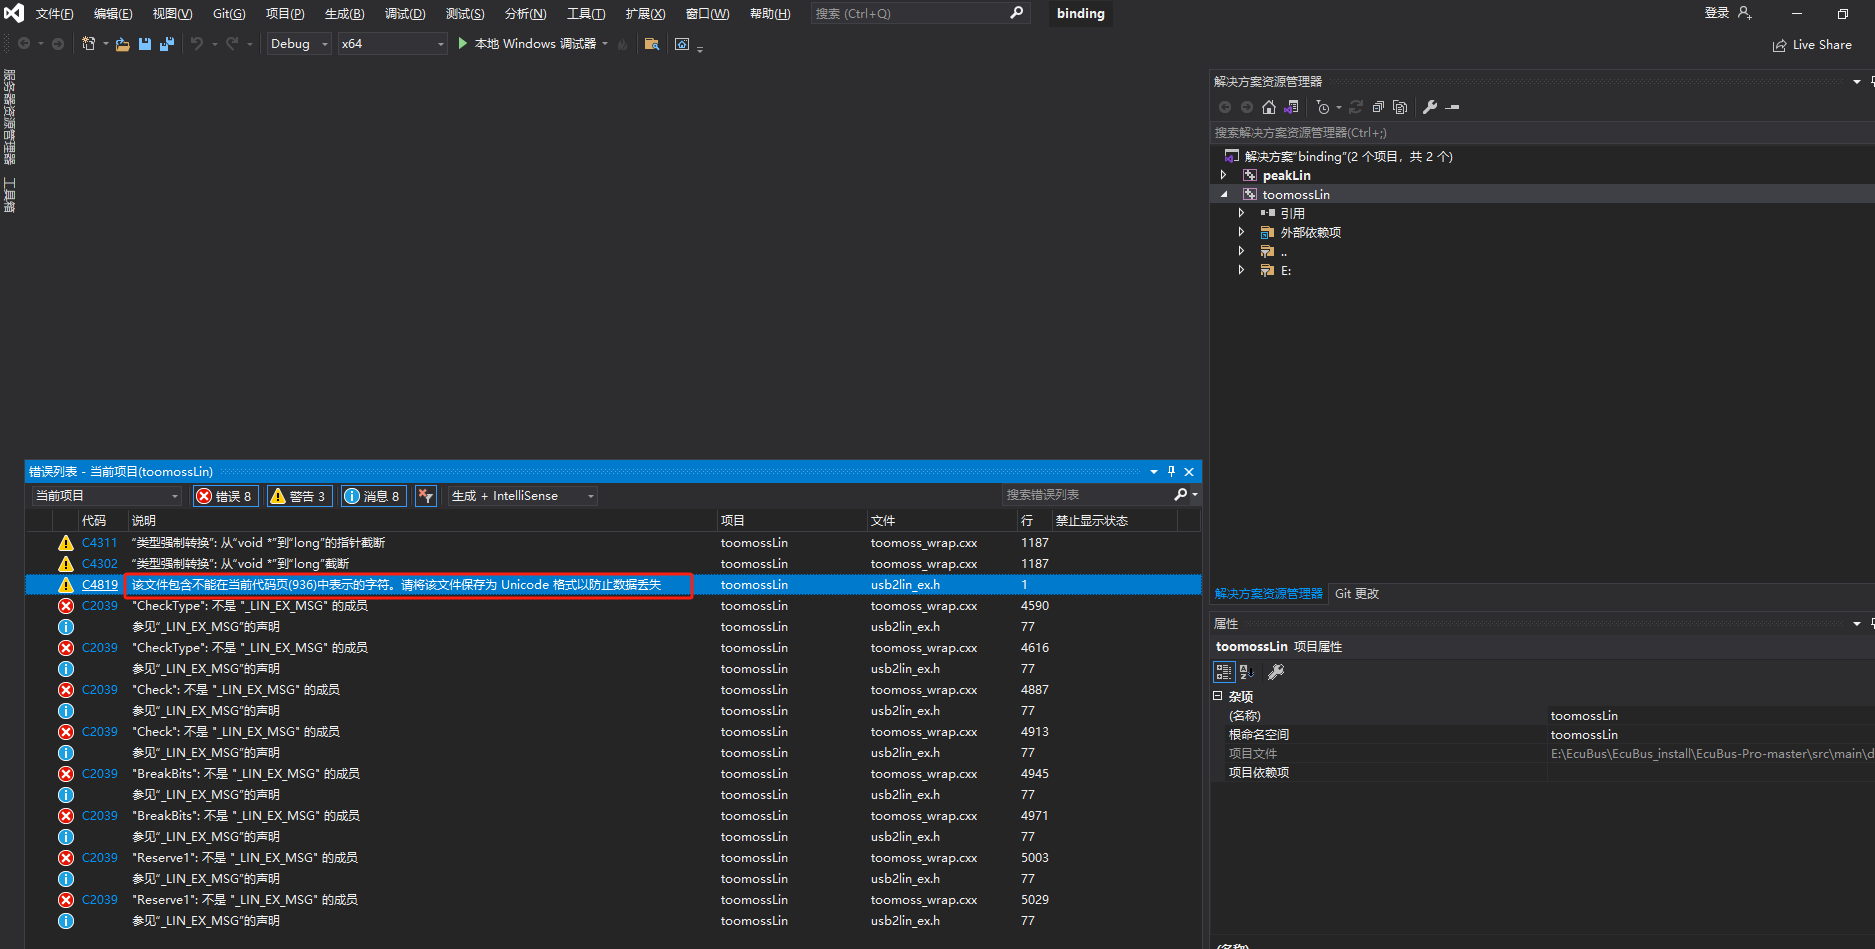 文件(F) 编辑(E) 视图(V) Git(G) 项目(P) 生成(B) 调试(D) 测试(S) 分析(N) 工具(T) 扩展(X) 窗口(W) 帮助(H) 搜索 (Ctrl+Q) binding 登录
Debug x64 本地 Windows 调试器 Live Share
服务器资源管理器
工具箱
解决方案资源管理器
搜索解决方案资源管理器(Ctrl+;)
解决方案"binding"(2 个项目，共 2 个)
peakLin
toomossLin
引用
外部依赖项
..
E:
错误列表 - 当前项目(toomossLin)
当前项目 错误 8 警告 3 消息 8 生成 + IntelliSense 搜索错误列表
代码 说明 项目 文件 行 禁止显示状态
C4311 “类型强制转换”: 从“void *”到“long”的指针截断 toomossLin toomoss_wrap.cxx 1187
C4302 “类型强制转换”: 从“void *”到“long”截断 toomossLin toomoss_wrap.cxx 1187
C4819 该文件包含不能在当前代码页(936)中表示的字符。请将该文件保存为 Unicode 格式以防止数据丢失 toomossLin usb2lin_ex.h 1
C2039 "CheckType": 不是 "_LIN_EX_MSG" 的成员 toomossLin toomoss_wrap.cxx 4590
参见“_LIN_EX_MSG”的声明 toomossLin usb2lin_ex.h 77
C2039 "CheckType": 不是 "_LIN_EX_MSG" 的成员 toomossLin toomoss_wrap.cxx 4616
参见“_LIN_EX_MSG”的声明 toomossLin usb2lin_ex.h 77
C2039 "Check": 不是 "_LIN_EX_MSG" 的成员 toomossLin toomoss_wrap.cxx 4887
参见“_LIN_EX_MSG”的声明 toomossLin usb2lin_ex.h 77
C2039 "Check": 不是 "_LIN_EX_MSG" 的成员 toomossLin toomoss_wrap.cxx 4913
参见“_LIN_EX_MSG”的声明 toomossLin usb2lin_ex.h 77
C2039 "BreakBits": 不是 "_LIN_EX_MSG" 的成员 toomossLin toomoss_wrap.cxx 4945
参见“_LIN_EX_MSG”的声明 toomossLin usb2lin_ex.h 77
C2039 "BreakBits": 不是 "_LIN_EX_MSG" 的成员 toomossLin toomoss_wrap.cxx 4971
参见“_LIN_EX_MSG”的声明 toomossLin usb2lin_ex.h 77
C2039 "Reserve1": 不是 "_LIN_EX_MSG" 的成员 toomossLin toomoss_wrap.cxx 5003
参见“_LIN_EX_MSG”的声明 toomossLin usb2lin_ex.h 77
C2039 "Reserve1": 不是 "_LIN_EX_MSG" 的成员 toomossLin toomoss_wrap.cxx 5029
参见“_LIN_EX_MSG”的声明 toomossLin usb2lin_ex.h 77
解决方案资源管理器 Git 更改
属性
toomossLin 项目属性
杂项
(名称) toomossLin
根命名空间 toomossLin
项目文件 E:\EcuBus\EcuBus_install\EcuBus-Pro-master\src\main\d
项目依赖项
(名称)